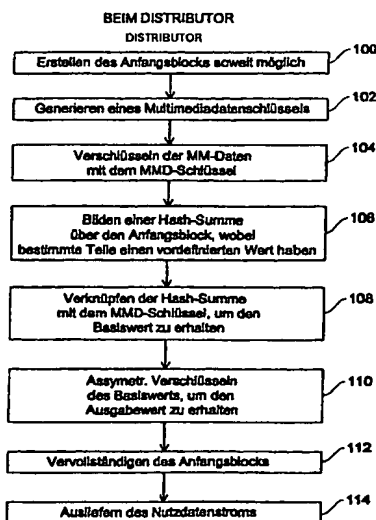 BEIM DISTRIBUTOR
DISTRIBUTOR
Erstellen des Anfangsblocks soweit möglich
100
Generieren eines Multimediadatenschlüssels
102
Verschlüsseln der MM-Daten
mit dem MMD-Schlüssel
104
Bilden einer Hash-Summe
über den Anfangsblock, wobei
bestimmte Teile einen vordefinierten Wert haben
106
Verknüpfen der Hash-Summe
mit dem MMD-Schlüssel, um den
Basiswert zu erhalten
108
Assymetr. Verschlüsseln
des Basiswerts, um den
Ausgabewert zu erhalten
110
Vervollständigen des Anfangsblocks
112
Ausliefern des Nutzdatenstroms
114